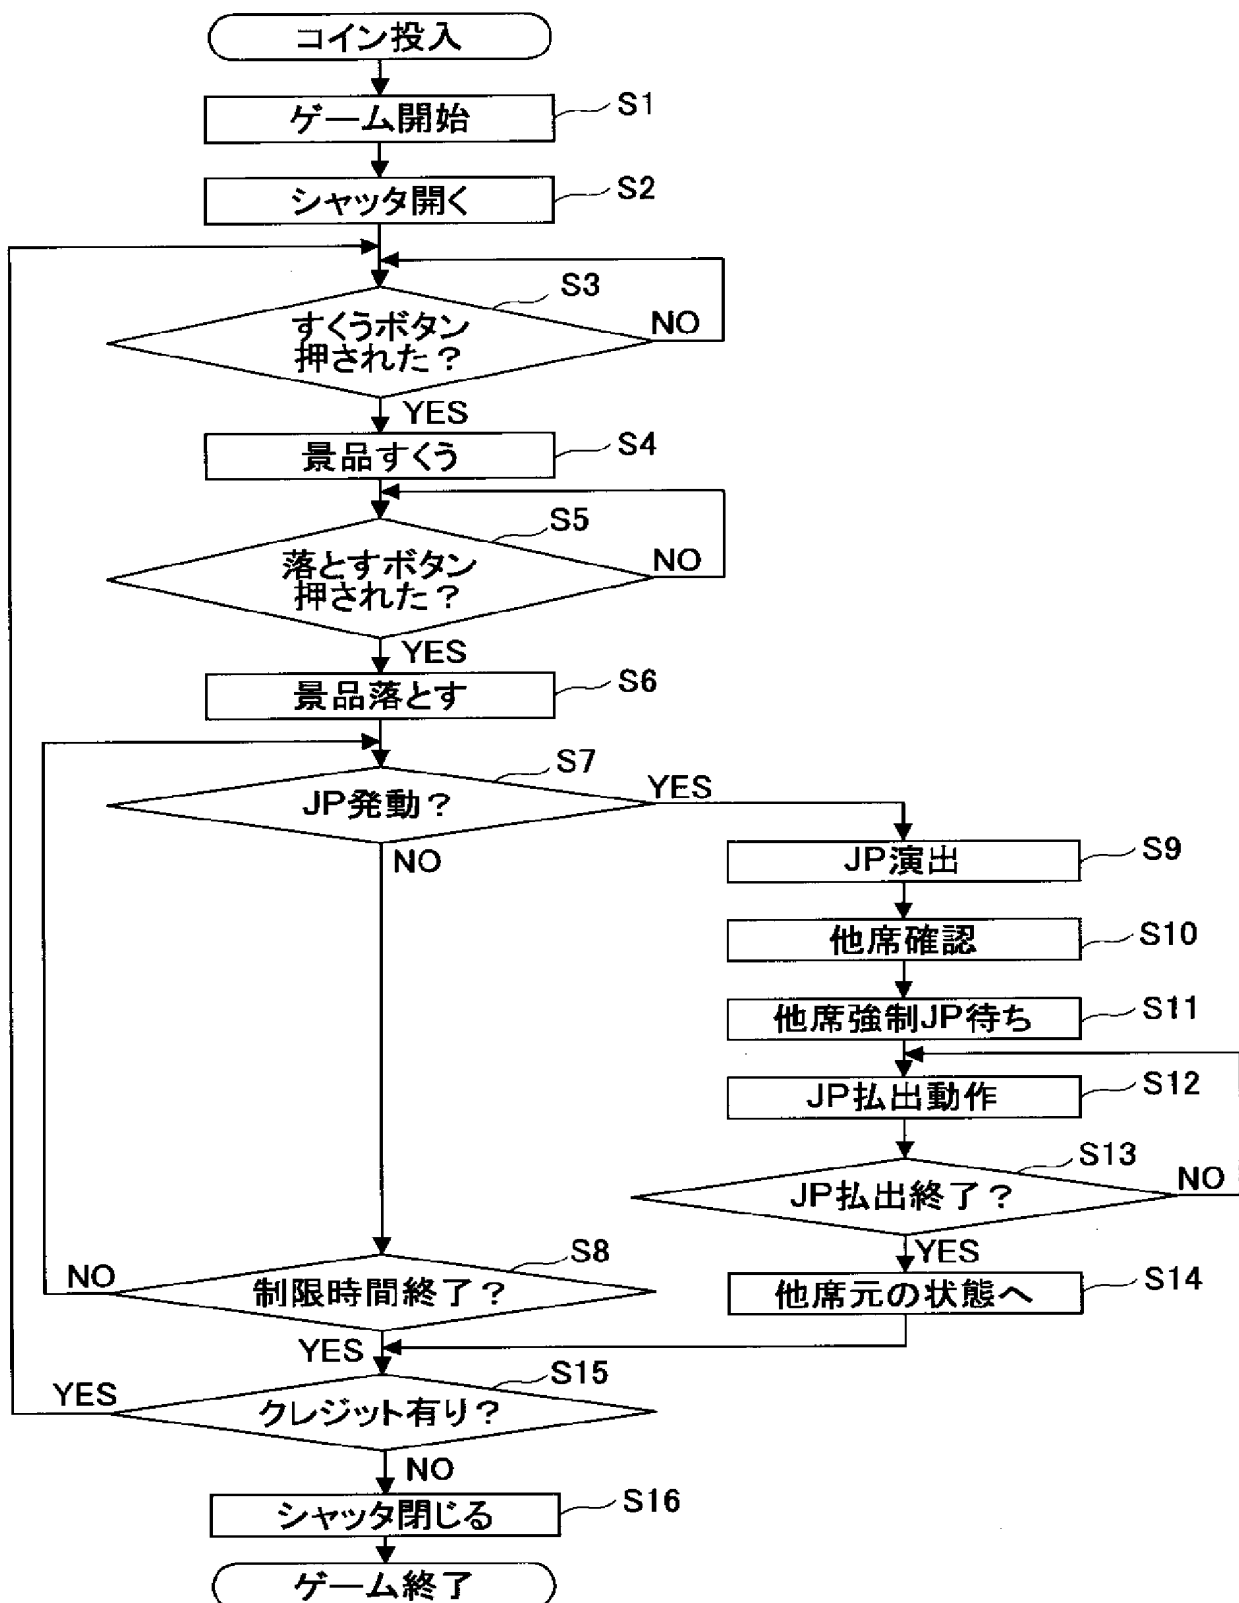 コイン投入
ゲーム開始
S1
シャッタ開く
S2
S3
すくうボタン
押された？
NO
YES
景品すくう
S4
S5
落とすボタン
押された？
NO
YES
景品落とす
S6
S7
JP発動？
YES
NO
JP演出
S9
他席確認
S10
他席強制JP待ち
S11
JP払出動作
S12
S13
JP払出終了？
NO
YES
他席元の状態へ
S14
S8
制限時間終了？
NO
YES
S15
クレジット有り？
YES
NO
シャッタ閉じる
S16
ゲーム終了